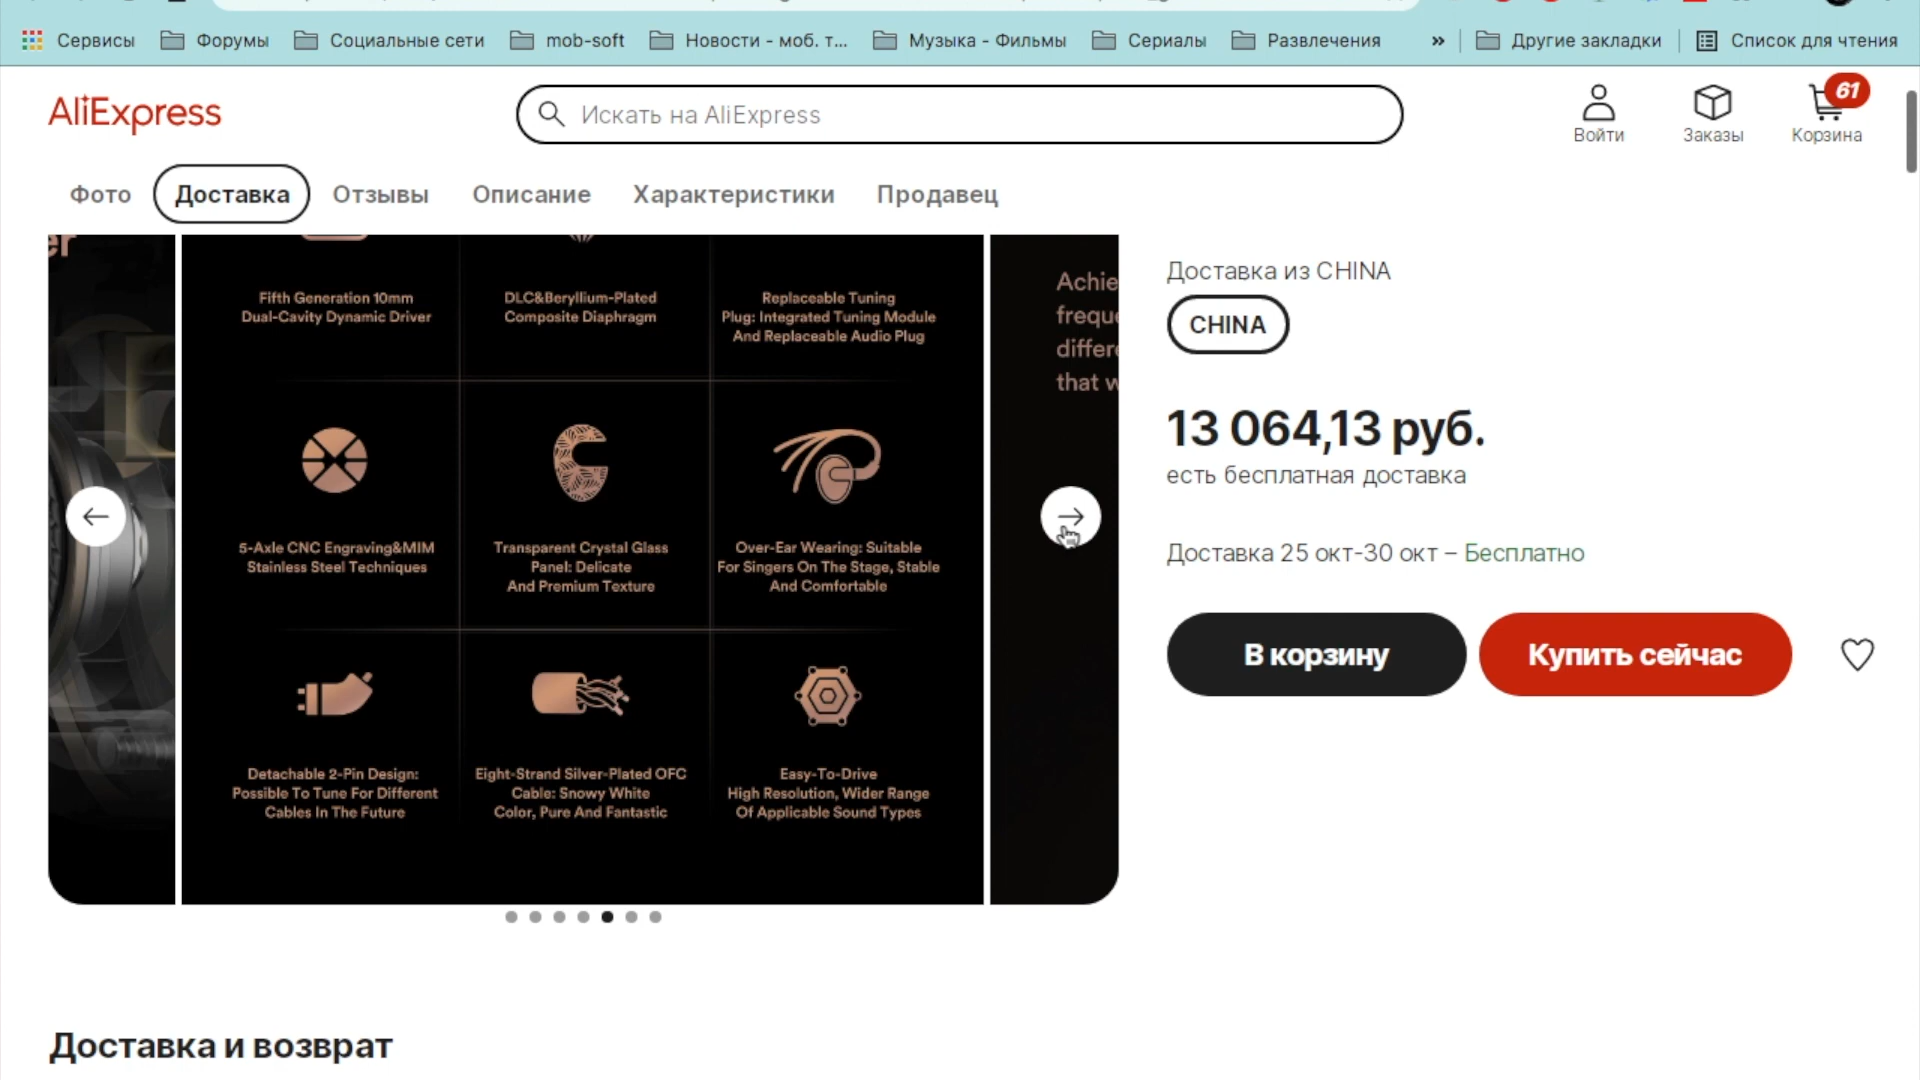 Сервисы
Форумы
Социальные сети
mob-soft
Новости - моб. т...
Музыка - Фильмы
Сериалы
Развлечения
»
Другие закладки
Список для чтения
AliExpress
Искать на AliExpress
Войти
Заказы
61
Корзина
Фото
Доставка
Отзывы
Описание
Характеристики
Продавец
er
Fifth Generation 10mm
Dual-Cavity Dynamic Driver
DLC&Beryllium-Plated
Composite Diaphragm
Replaceable Tuning
Plug: Integrated Tuning Module
And Replaceable Audio Plug
5-Axle CNC Engraving&MIM
Stainless Steel Techniques
Transparent Crystal Glass
Panel: Delicate
And Premium Texture
Over-Ear Wearing: Suitable
For Singers On The Stage, Stable
And Comfortable
Detachable 2-Pin Design:
Possible To Tune For Different
Cables In The Future
Eight-Strand Silver-Plated OFC
Cable: Snowy White
Color, Pure And Fantastic
Easy-To-Drive
High Resolution, Wider Range
Of Applicable Sound Types
Achie
freque
differe
that w
Доставка из CHINA
CHINA
13 064,13 руб.
есть бесплатная доставка
Доставка 25 окт-30 окт – Бесплатно
В корзину
Купить сейчас
Доставка и возврат